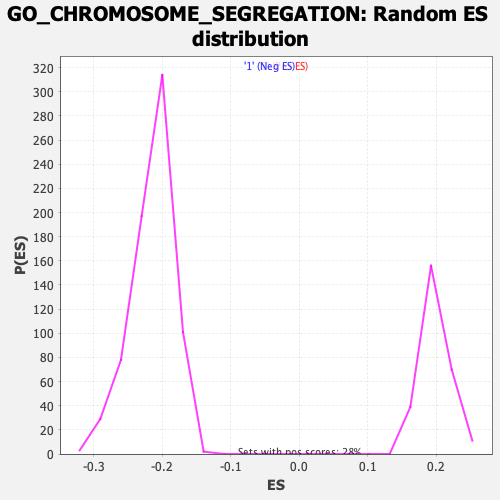 GO_CHROMOSOME_SEGREGATION: Random ES
distribution
'1' (Neg ES)ES)
320
300
280
260
240
220
200
180
160
140
120
100
80
60
40
20
0
P(ES)
Sets with pos scores: 28%
-0.3 -0.2 -0.1 0.0 0.1 0.2
ES